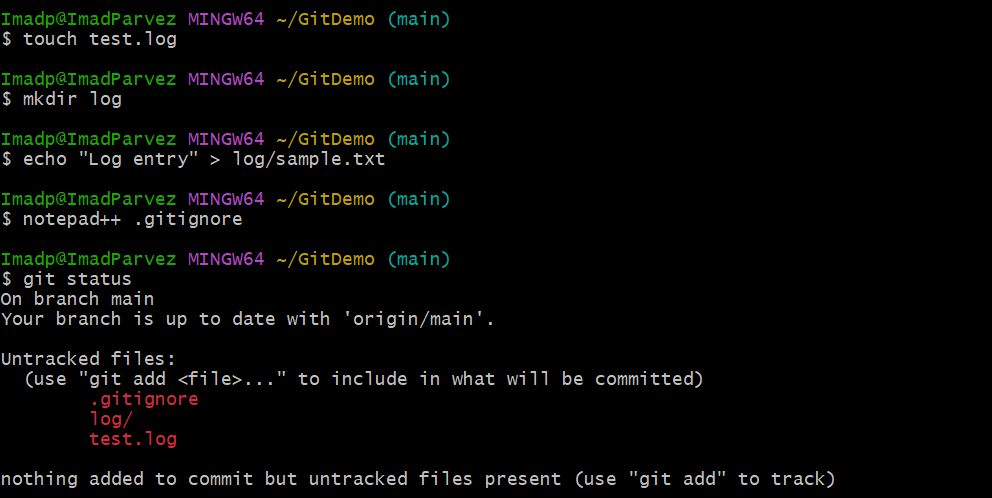 Imadp@ImadParvez MINGW64 ~/GitDemo (main)
$ touch test.log
Imadp@ImadParvez MINGW64 ~/GitDemo (main)
$ mkdir log
Imadp@ImadParvez MINGW64 ~/GitDemo (main)
$ echo "Log entry" > log/sample.txt
Imadp@ImadParvez MINGW64 ~/GitDemo (main)
$ notepad++ .gitignore
Imadp@ImadParvez MINGW64 ~/GitDemo (main)
$ git status
On branch main
Your branch is up to date with 'origin/main'.
Untracked files:
  (use "git add <file>..." to include in what will be committed)
        .gitignore
        log/
        test.log
nothing added to commit but untracked files present (use "git add" to track)